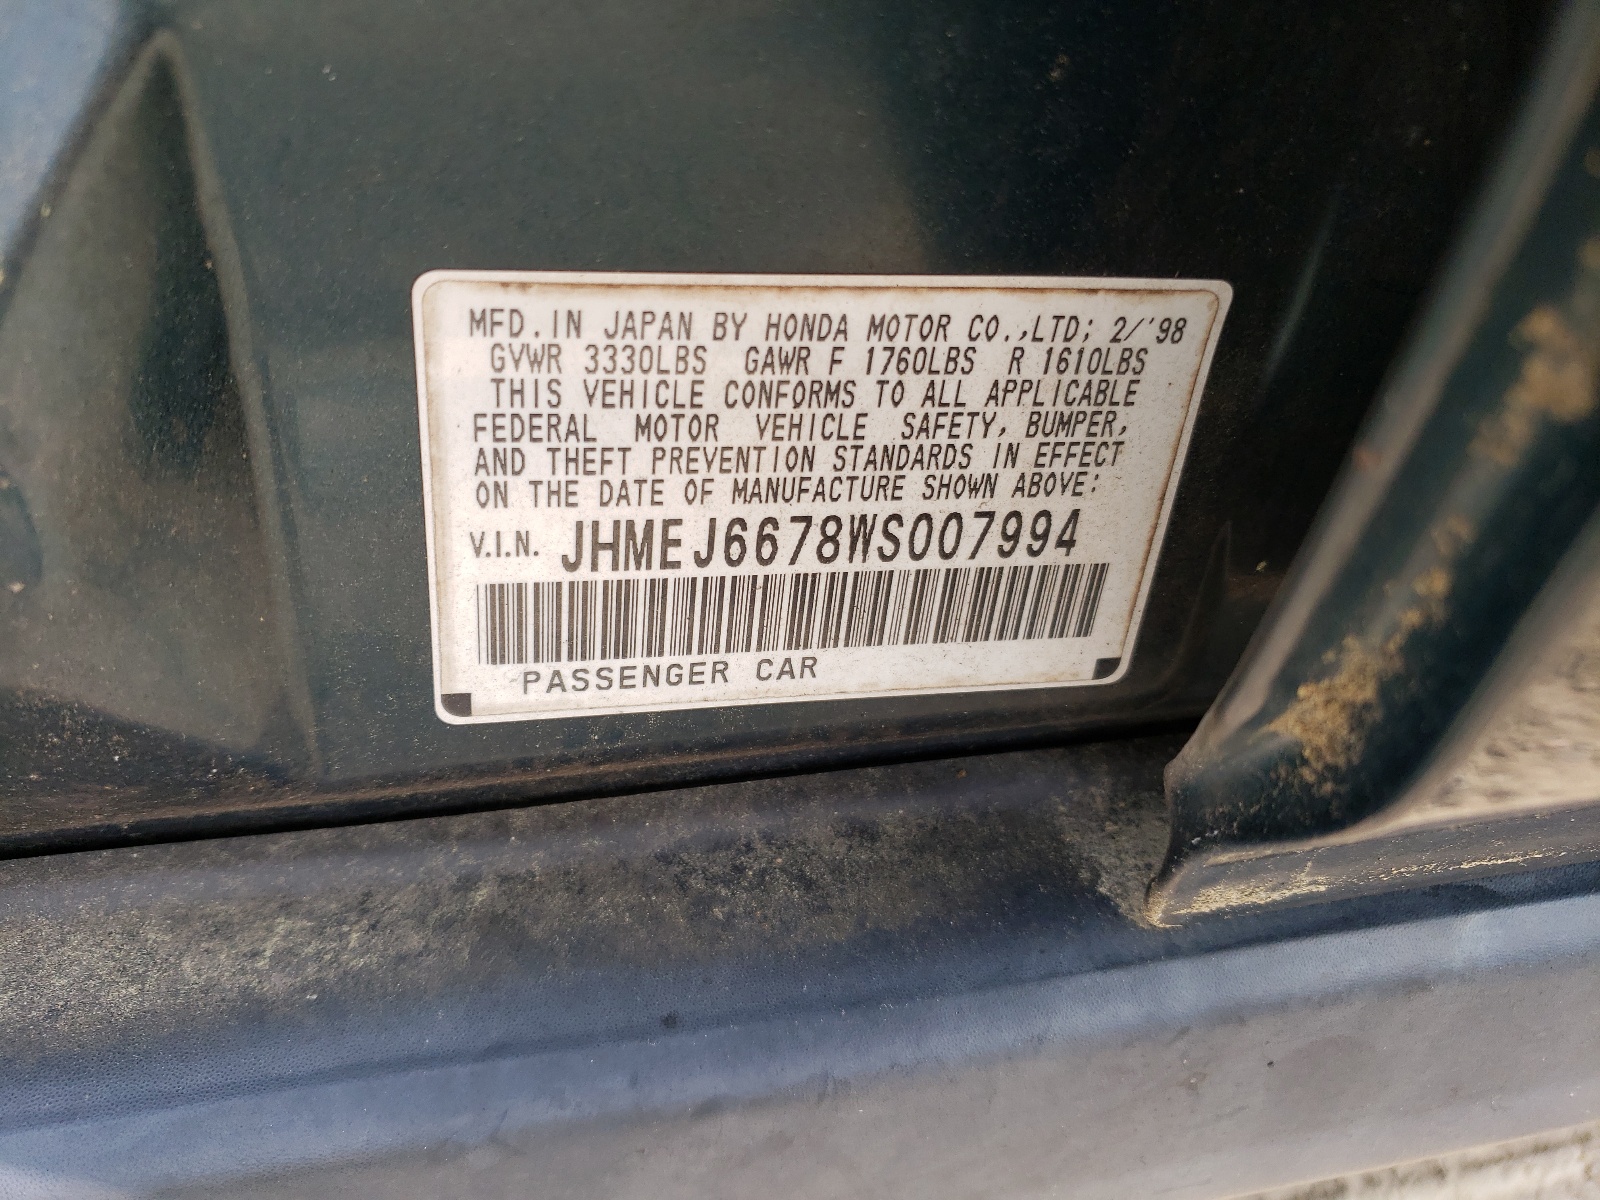 MFD. IN JAPAN BY HONDA MOTOR CO.,LTD; 2/'98
GVWR 3330LBS GAWR F 1760LBS R 1610LBS
THIS VEHICLE CONFORMS TO ALL APPLICABLE
FEDERAL MOTOR VEHICLE SAFETY, BUMPER,
AND THEFT PREVENTION STANDARDS IN EFFECT
ON THE DATE OF MANUFACTURE SHOWN ABOVE:
V.I.N. JHMEJ6678WS007994
PASSENGER CAR